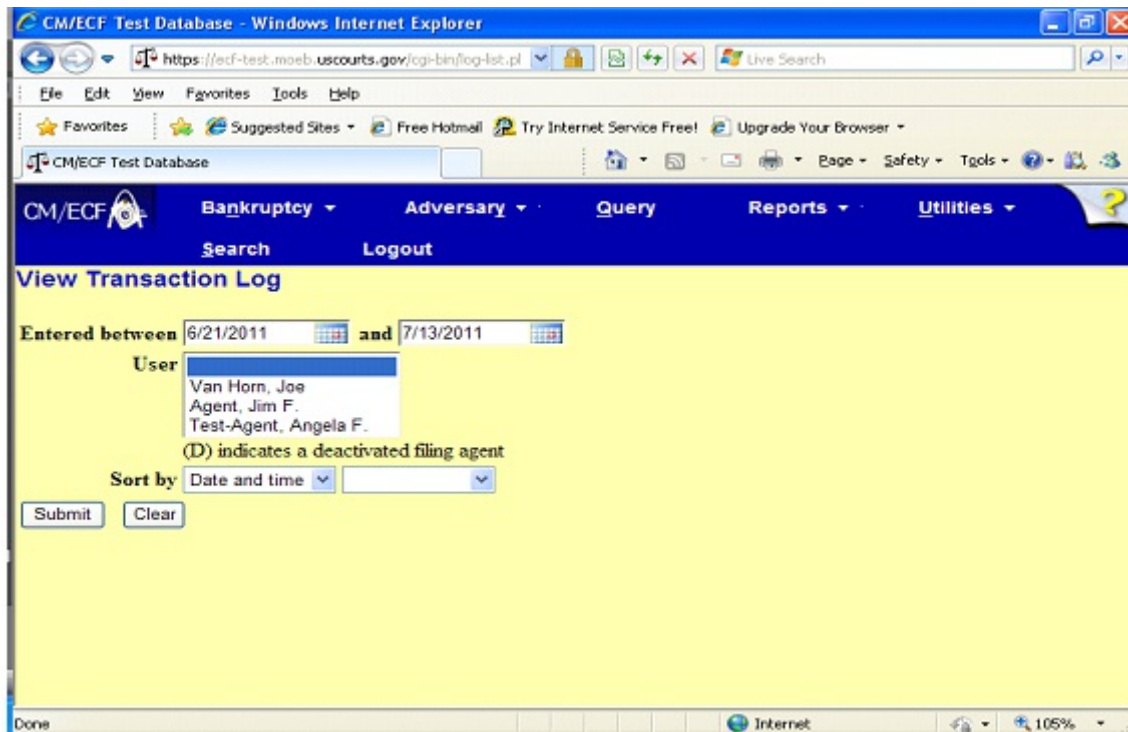 CM/ECF Test Database - Windows Internet Explorer
https://ecf-test.moeb.uscourts.gov/cgi-bin/log-list.pl Live Search
File Edit View Favorites Tools Help
Favorites Suggested Sites Free Hotmail Try Internet Service Free! Upgrade Your Browser
CM/ECF Test Database Page Safety Tools
CM/ECF Bankruptcy Adversary Query Reports Utilities ?
Search Logout
View Transaction Log
Entered between 6/21/2011 and 7/13/2011
User
Van Horn, Joe
Agent, Jim F.
Test-Agent, Angela F.
(D) indicates a deactivated filing agent
Sort by Date and time
Submit Clear
Done Internet 105%